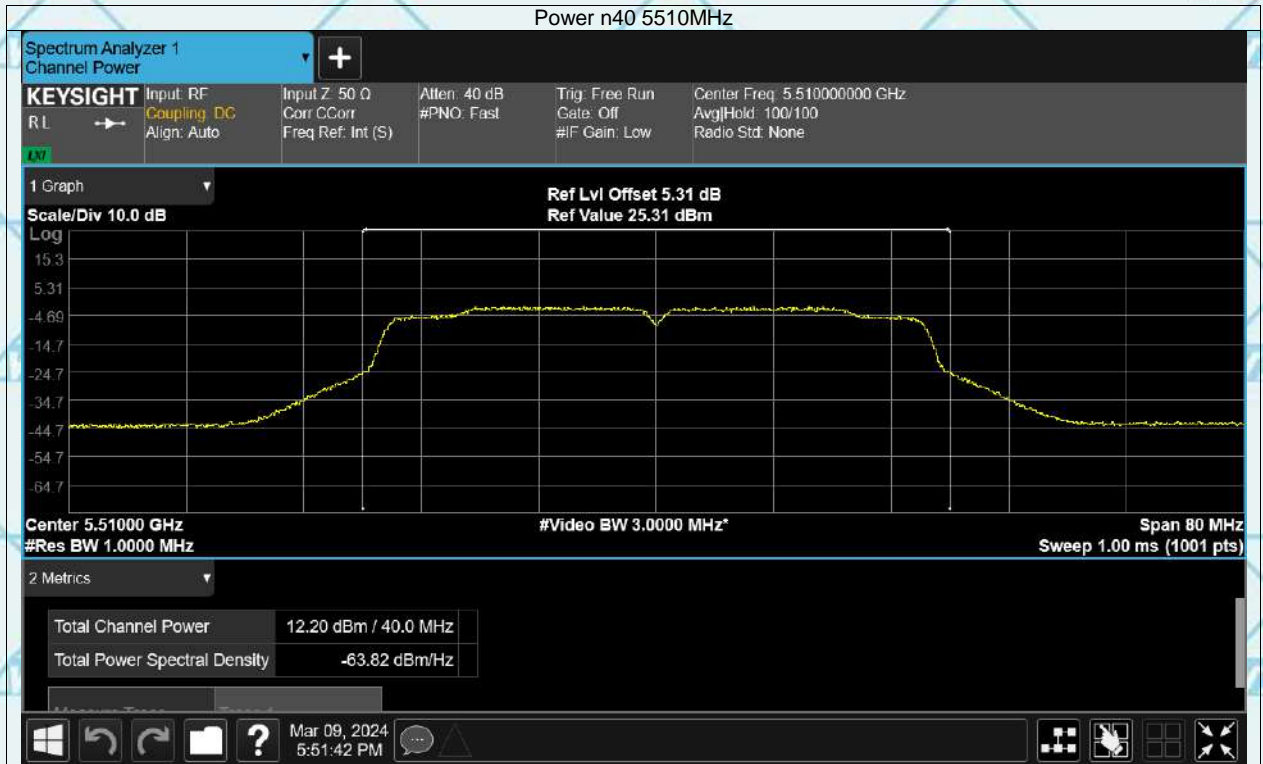 Power n40 5510MHz
Spectrum Analyzer 1
Channel Power
+
KEYSIGHT
RL
LXI
Input: RF
Coupling: DC
Align: Auto
Input Z: 50 Ω
Corr CCorr
Freq Ref: Int (S)
Atten: 40 dB
#PNO: Fast
Trig: Free Run
Gate: Off
#IF Gain: Low
Center Freq: 5.510000000 GHz
Avg|Hold: 100/100
Radio Std: None
1 Graph
Scale/Div 10.0 dB
Ref Lvl Offset 5.31 dB
Ref Value 25.31 dBm
Log
15.3
5.31
-4.69
-14.7
-24.7
-34.7
-44.7
-54.7
-64.7
Center 5.51000 GHz
#Res BW 1.0000 MHz
#Video BW 3.0000 MHz*
Span 80 MHz
Sweep 1.00 ms (1001 pts)
2 Metrics
Total Channel Power 12.20 dBm / 40.0 MHz
Total Power Spectral Density -63.82 dBm/Hz
?
Mar 09, 2024
5:51:42 PM